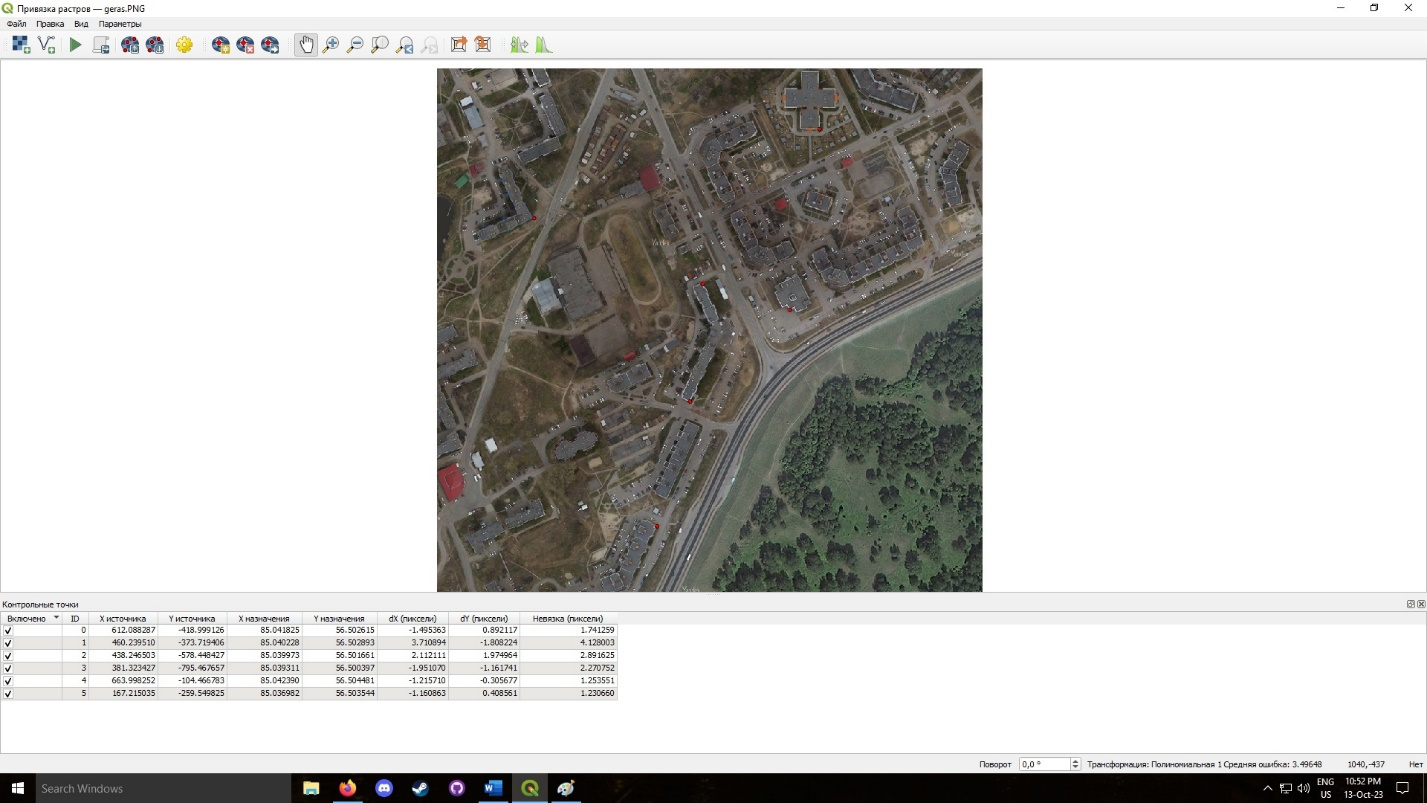 Привязка растров — geras.PNG
Файл Правка Вид Параметры
Контрольные точки
Включено ID X источника Y источника X назначения Y назначения dX (пиксели) dY (пиксели) Невязка (пиксели)
0 612.088287 -418.999126 85.041825 56.502615 -1.495363 0.892117 1.741259
1 460.239510 -373.719406 85.040228 56.502893 3.710894 -1.808224 4.128003
2 438.246503 -578.448427 85.039973 56.501661 2.112111 1.974964 2.891625
3 381.323427 -795.467657 85.039311 56.500397 -1.951070 -1.161741 2.270752
4 663.998252 -104.466783 85.042390 56.504481 -1.215710 -0.305677 1.253551
5 167.215035 -259.549825 85.036982 56.503544 -1.160863 0.408561 1.230660
Поворот 0,0 ° Трансформация: Полиномиальная 1 Средняя ошибка: 3.49648 1040,-437 Нет
Search Windows
ENG
US
10:52 PM
13-Oct-23